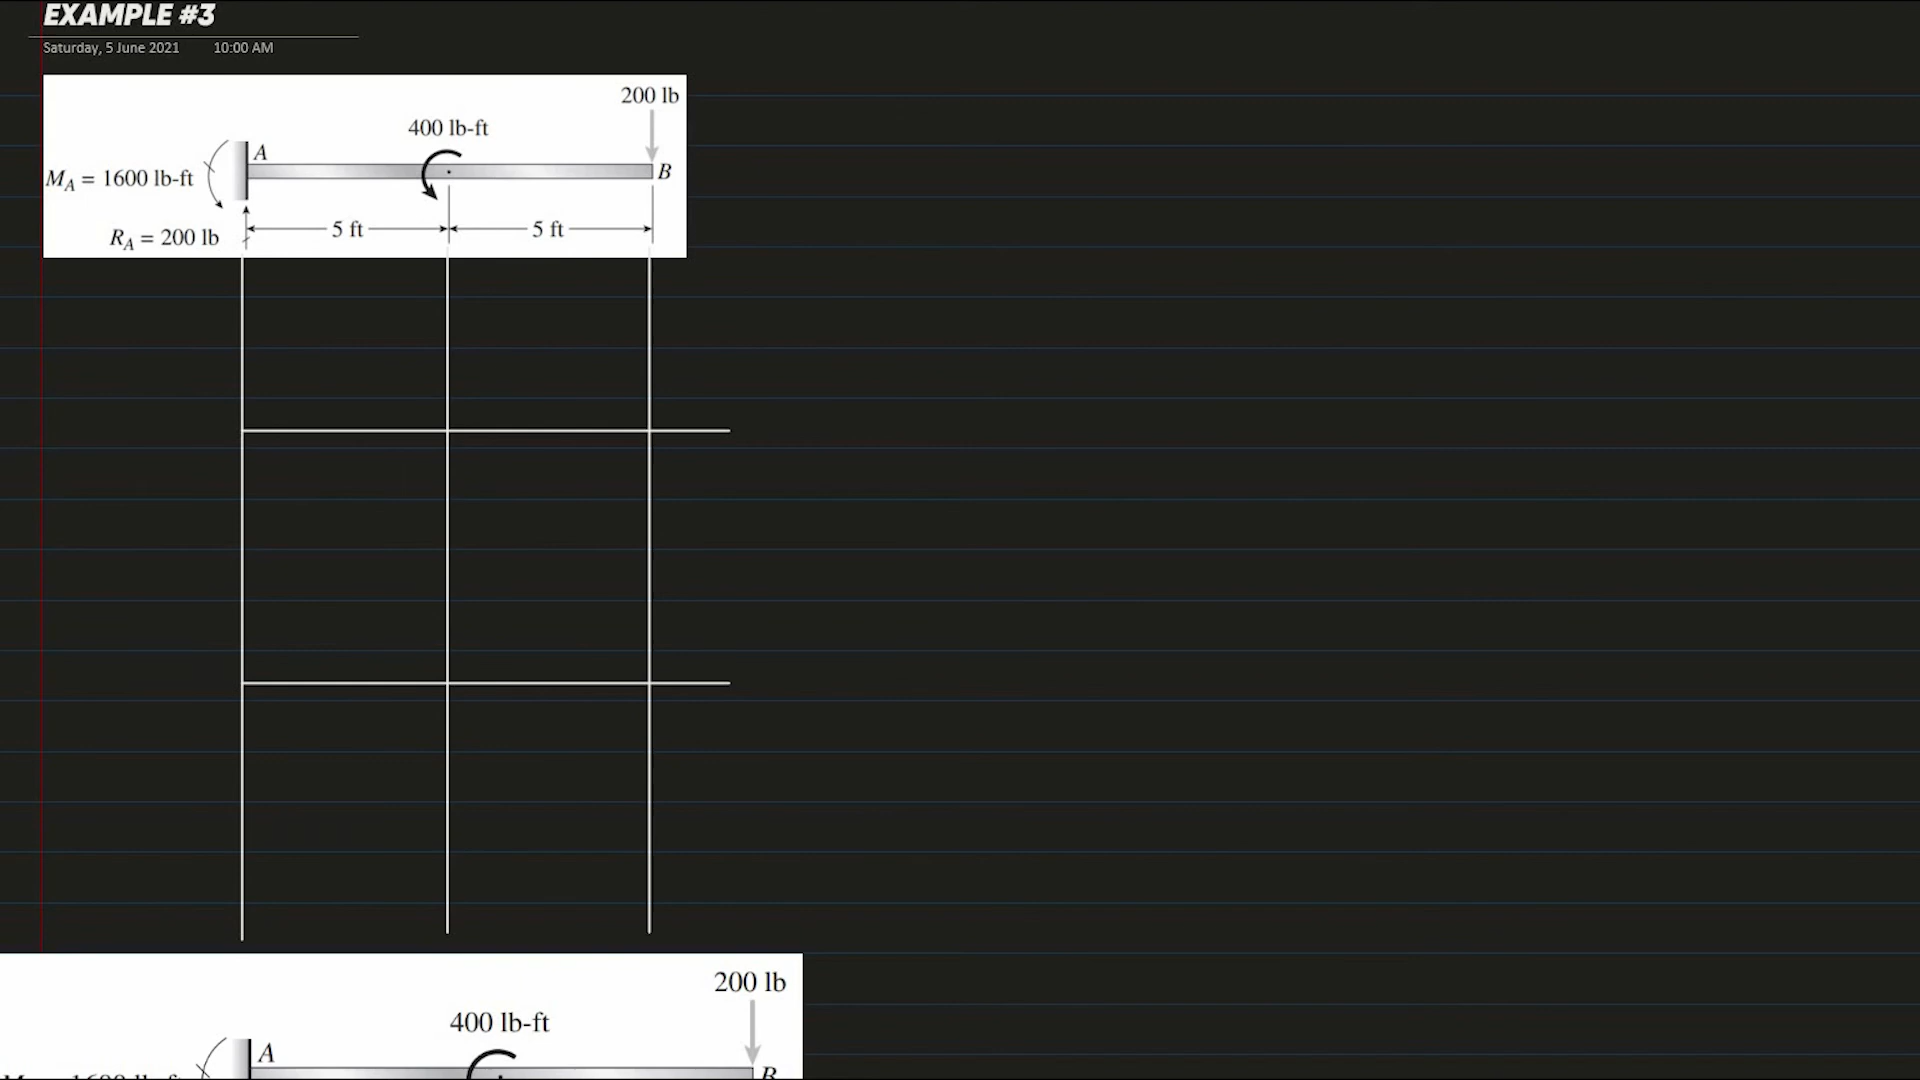 EXAMPLE #3
Saturday, 5 June 2021 10:00 AM
200 lb
400 lb-ft
A
M_A = 1600 lb-ft
B
5 ft 5 ft
R_A = 200 lb
200 lb
400 lb-ft
A
B